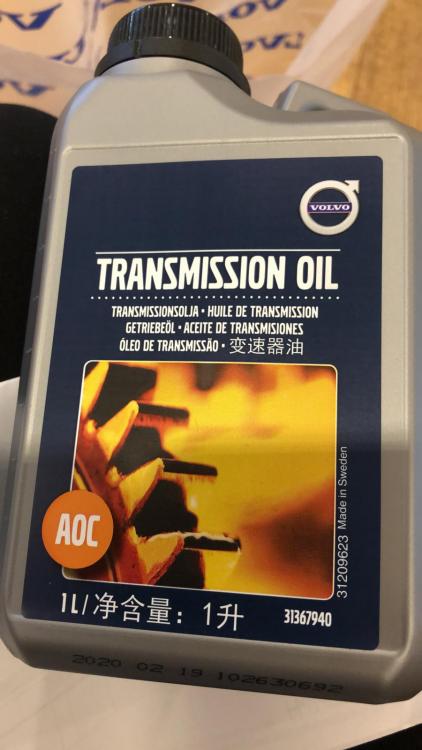 VOLVO
TRANSMISSION OIL
TRANSMISSIONSOLJA • HUILE DE TRANSMISSION
GETRIEBEÖL • ACEITE DE TRANSMISIONES
ÓLEO DE TRANSMISSÃO • 变速器油
AOC
31209623 Made in Sweden
1L/净含量：1升
31367940
2020 02 19 102630692